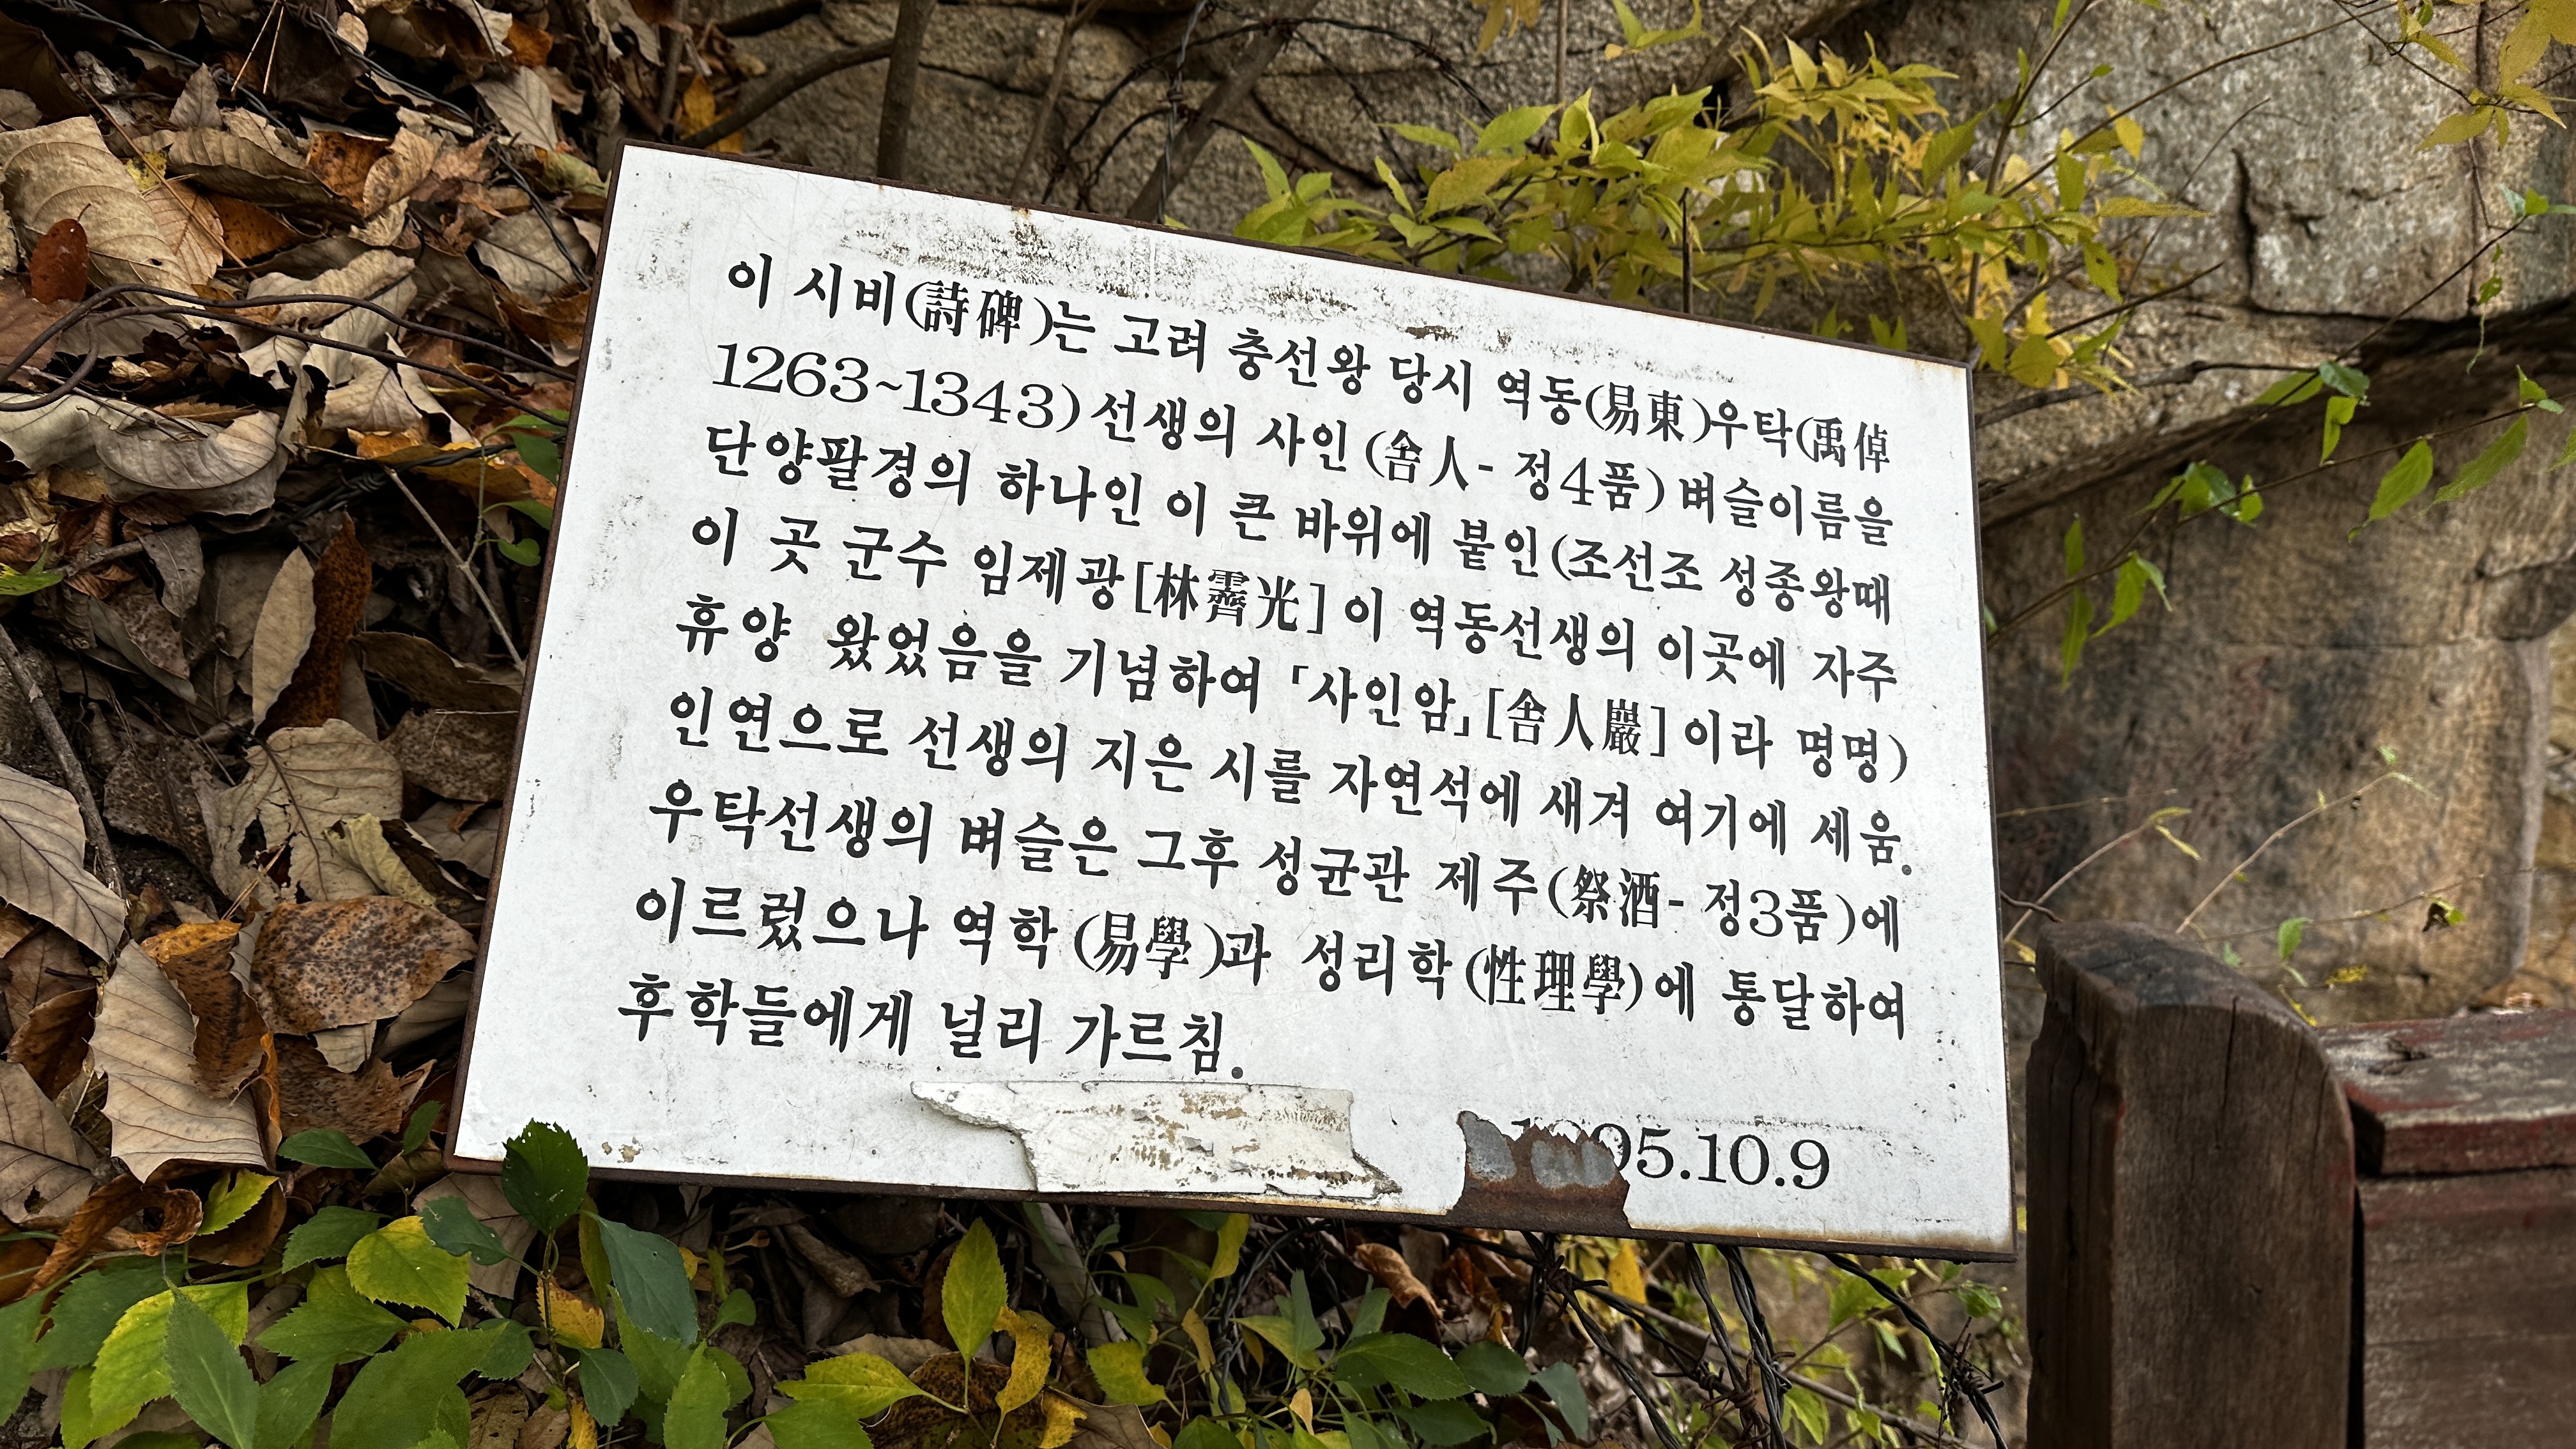 이 시비(詩碑)는 고려 충선왕 당시 역동(易東)우탁(禹倬
1263~1343)선생의 사인(舍人- 정4품)벼슬이름을
단양팔경의 하나인 이 큰 바위에 붙인(조선조 성종왕때
이 곳 군수 임제광[林霽光]이 역동선생의 이곳에 자주
휴양 왔었음을 기념하여 「사인암」[舍人巖]이라 명명)
인연으로 선생의 지은 시를 자연석에 새겨 여기에 세움.
우탁선생의 벼슬은 그후 성균관 제주(祭酒- 정3품)에
이르렀으나 역학(易學)과 성리학(性理學)에 통달하여
후학들에게 널리 가르침.
1995.10.9